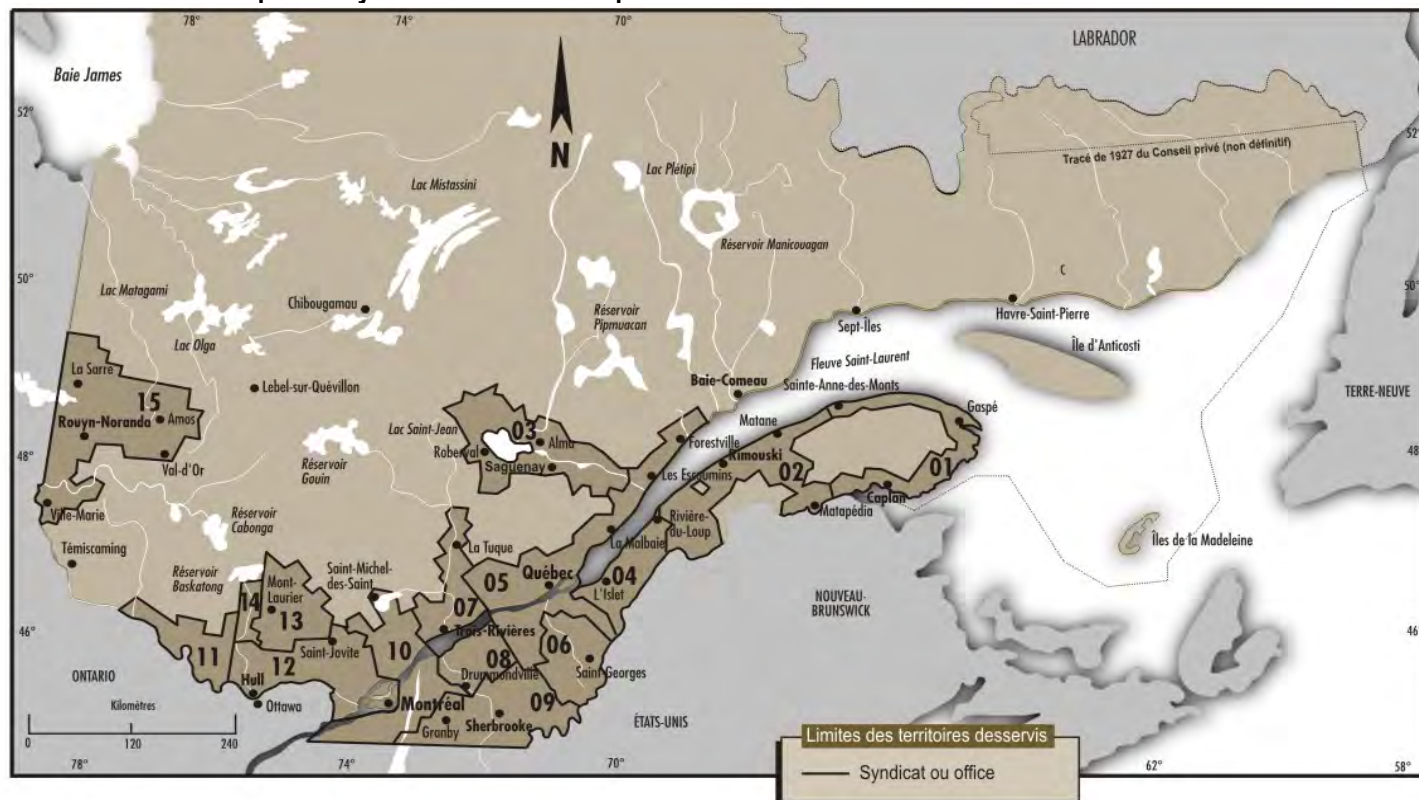 78°
74°
70°
LABRADOR
Baie James
52°
52°
N
Tracé de 1927 du Conseil privé (non définitif)
Lac Plétipi
Lac Mistassini
Réservoir Manicouagan
50°
50°
C
Lac Matagami
Chibougamau
Réservoir
Pipmuacan
Sept-Îles
Havre-Saint-Pierre
Lac Olga
Île d'Anticosti
Fleuve Saint-Laurent
La Sarre
Lebel-sur-Quévillon
Baie-Comeau
Sainte-Anne-des-Monts
TERRE-NEUVE
15
Rouyn-Noranda
Amos
Lac Saint-Jean
03
Alma
Forestville
Matane
Gaspé
Roberval
Saguenay
48°
48°
Val-d'Or
Réservoir
Gouin
Les Escoumins
Rimouski
02
01
Caplan
Ville-Marie
Réservoir
Cabonga
Matapédia
Rivière-
du-Loup
La Malbaie
Îles de la Madeleine
Témiscaming
La Tuque
Réservoir
Baskatong
Saint-Michel-
des-Saint
05
Québec
04
L'Islet
NOUVEAU-
BRUNSWICK
14
Mont-
Laurier
13
07
46°
46°
Trois-Rivières
10
06
11
12
Saint-Jovite
08
Saint-Georges
ONTARIO
Hull
Drummondville
09
Kilomètres
Ottawa
Montréal
Granby
Sherbrooke
ÉTATS-UNIS
0
120
240
Limites des territoires desservis
Syndicat ou office
78°
74°
70°
62°
58°